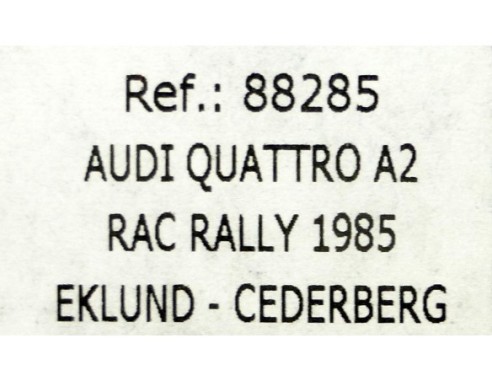 Ref.: 88285
AUDI QUATTRO A2
RAC RALLY 1985
EKLUND - CEDERBERG